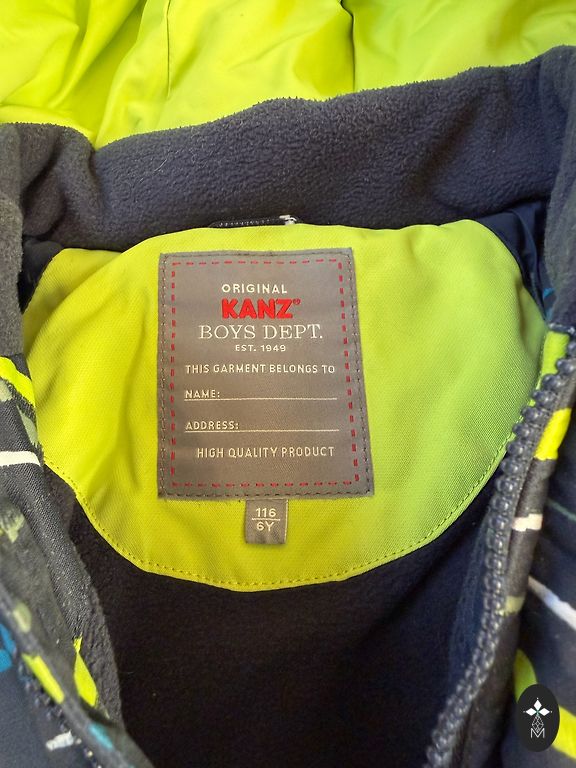 ORIGINAL
KANZ
BOYS DEPT.
EST. 1949
THIS GARMENT BELONGS TO
NAME:
ADDRESS:
HIGH QUALITY PRODUCT
116
6Y